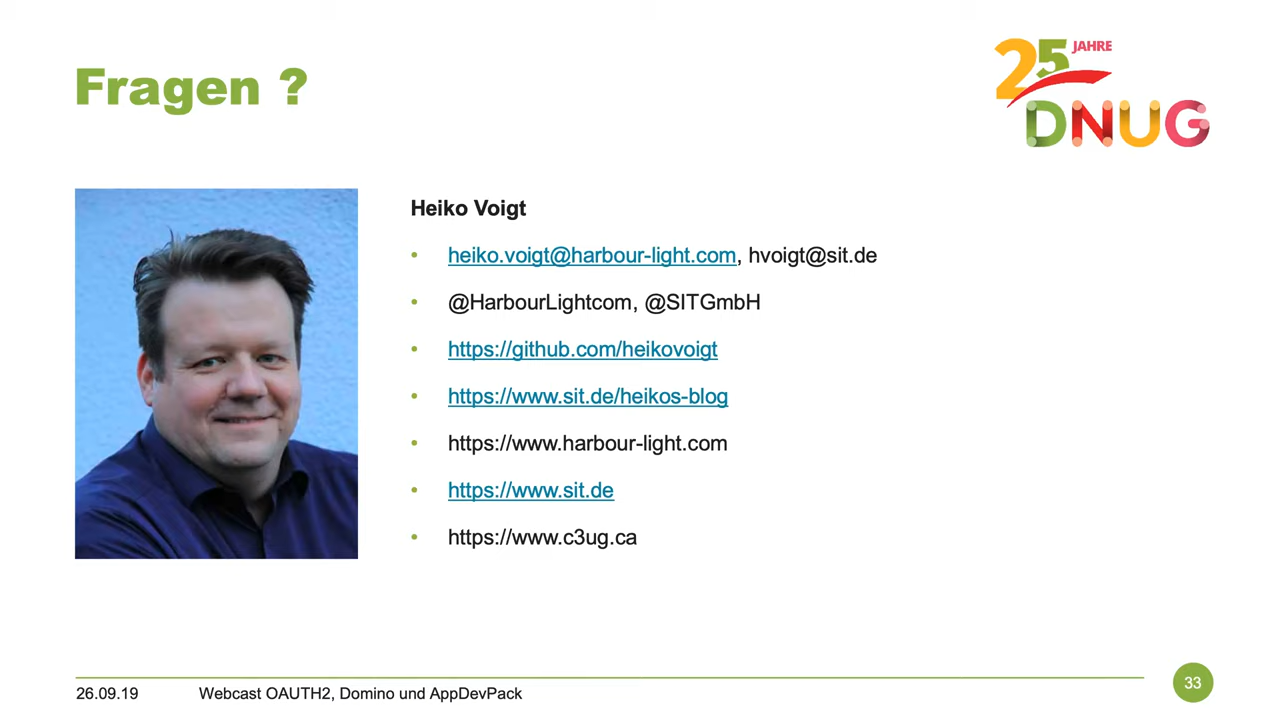 Fragen ?
25 JAHRE
DNUG
Heiko Voigt
• heiko.voigt@harbour-light.com, hvoigt@sit.de
• @HarbourLightcom, @SITGmbH
• https://github.com/heikovoigt
• https://www.sit.de/heikos-blog
• https://www.harbour-light.com
• https://www.sit.de
• https://www.c3ug.ca
26.09.19 Webcast OAUTH2, Domino und AppDevPack 33